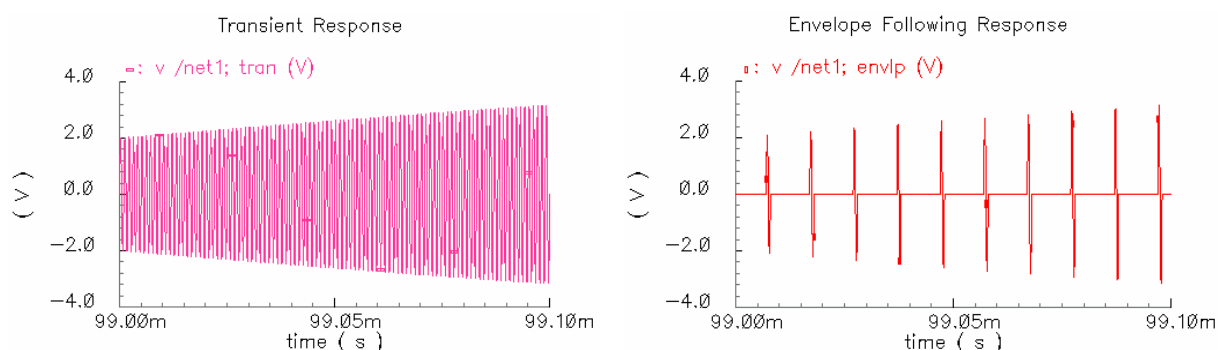 Transient Response
▫: v /net1; tran (V)
4.0
2.0
0.0
−2.0
−4.0
( V )
99.00m
99.05m
99.10m
time ( s )
Envelope Following Response
▫: v /net1; envlp (V)
4.0
2.0
0.0
−2.0
−4.0
( V )
99.00m
99.05m
99.10m
time ( s )